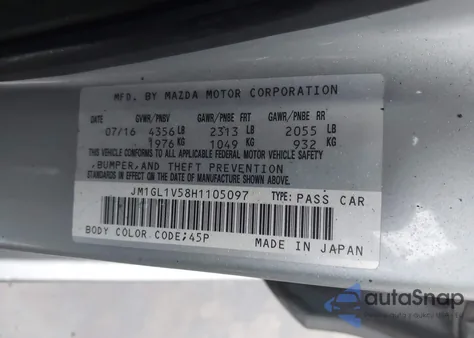 MFD. BY MAZDA MOTOR CORPORATION
DATE GVWR/PNBV GAWR/PNBE FRT GAWR/PNBE RR
07/16 4356 LB 2313 LB 2055 LB
1976 KG 1049 KG 932 KG
THIS VEHICLE CONFORMS TO ALL APPLICABLE FEDERAL MOTOR VEHICLE SAFETY,
BUMPER, AND THEFT PREVENTION
STANDARDS IN EFFECT ON THE DATE OF MANUFACTURE SHOWN ABOVE.
JM1GL1V58H1105097 TYPE: PASS CAR
BODY COLOR CODE: 45P MADE IN JAPAN
autoSnap